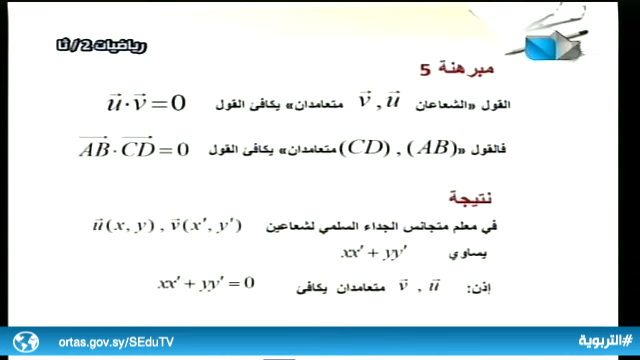 رياضيات 2/ ثا
مبرهنة 5
القول «الشعاعان u⃗ , v⃗ متعامدان» يكافئ القول u⃗ · v⃗ = 0
فالقول «(AB) , (CD) متعامدان» يكافئ القول AB⃗ · CD⃗ = 0
نتيجة
في معلم متجانس الجداء السلمي لشعاعين u⃗(x, y) , v⃗(x′, y′)
يساوي xx′ + yy′
إذن: u⃗ , v⃗ متعامدان يكافئ xx′ + yy′ = 0
ortas.gov.sy/SEduTV
#التربوية